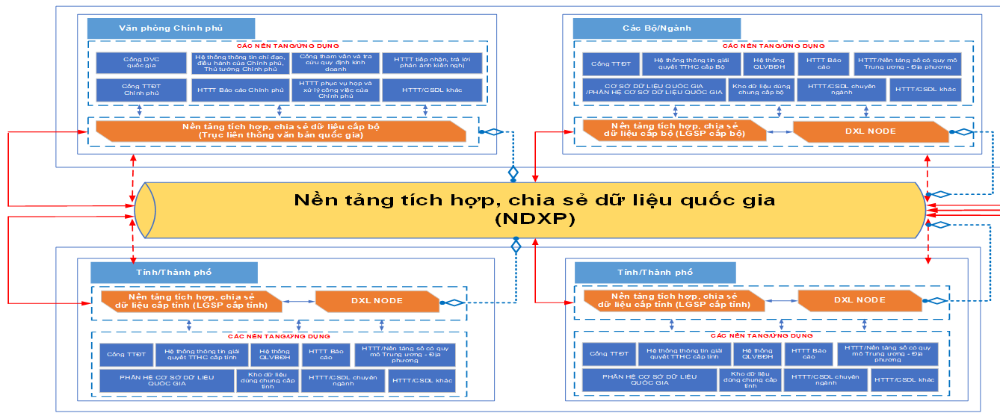 Văn phòng Chính phủ
CÁC NỀN TẢNG/ỨNG DỤNG
Cổng DVC
quốc gia
Hệ thống thông tin chỉ đạo,
điều hành của Chính phủ,
Thủ tướng Chính phủ
Cổng tham vấn và tra
cứu quy định kinh
doanh
HTTT tiếp nhận, trả lời
phản ánh kiến nghị
Cổng TTĐT
Chính phủ
HTTT Báo cáo Chính phủ
HTTT phục vụ họp và
xử lý công việc của
Chính phủ
HTTT/CSDL khác
Nền tảng tích hợp, chia sẻ dữ liệu cấp bộ
(Trục liên thông văn bản quốc gia)
Các Bộ/Ngành
CÁC NỀN TẢNG/ỨNG DỤNG
Cổng TTĐT
Hệ thống thông tin giải
quyết TTHC cấp Bộ
Hệ thống
QLVBĐH
HTTT Báo
cáo
HTTT/Nền tảng số có quy mô
Trung ương - Địa phương
CƠ SỞ DỮ LIỆU QUỐC GIA
/PHÂN HỆ CƠ SỞ DỮ LIỆU QUỐC GIA
Kho dữ liệu dùng
chung cấp bộ
HTTT/CSDL chuyên
ngành
HTTT/CSDL khác
Nền tảng tích hợp, chia sẻ
dữ liệu cấp bộ (LGSP cấp bộ)
DXL NODE
Nền tảng tích hợp, chia sẻ dữ liệu quốc gia
(NDXP)
Tỉnh/Thành phố
Nền tảng tích hợp, chia sẻ
dữ liệu cấp tỉnh (LGSP cấp tỉnh)
DXL NODE
CÁC NỀN TẢNG/ỨNG DỤNG
Cổng TTĐT
Hệ thống thông tin giải
quyết TTHC cấp tỉnh
Hệ thống
QLVBĐH
HTTT Báo
cáo
HTTT/Nền tảng số có quy
mô Trung ương - Địa
phương
PHÂN HỆ CƠ SỞ DỮ LIỆU
QUỐC GIA
Kho dữ liệu
dùng chung cấp
tỉnh
HTTT/CSDL chuyên
ngành
HTTT/CSDL khác
Tỉnh/Thành phố
Nền tảng tích hợp, chia sẻ
dữ liệu cấp tỉnh (LGSP cấp tỉnh)
DXL NODE
CÁC NỀN TẢNG/ỨNG DỤNG
Cổng TTĐT
Hệ thống thông tin giải
quyết TTHC cấp tỉnh
Hệ thống
QLVBĐH
HTTT Báo
cáo
HTTT/Nền tảng số có quy
mô Trung ương - Địa
phương
PHÂN HỆ CƠ SỞ DỮ LIỆU
QUỐC GIA
Kho dữ liệu
dùng chung cấp
tỉnh
HTTT/CSDL chuyên
ngành
HTTT/CSDL khác